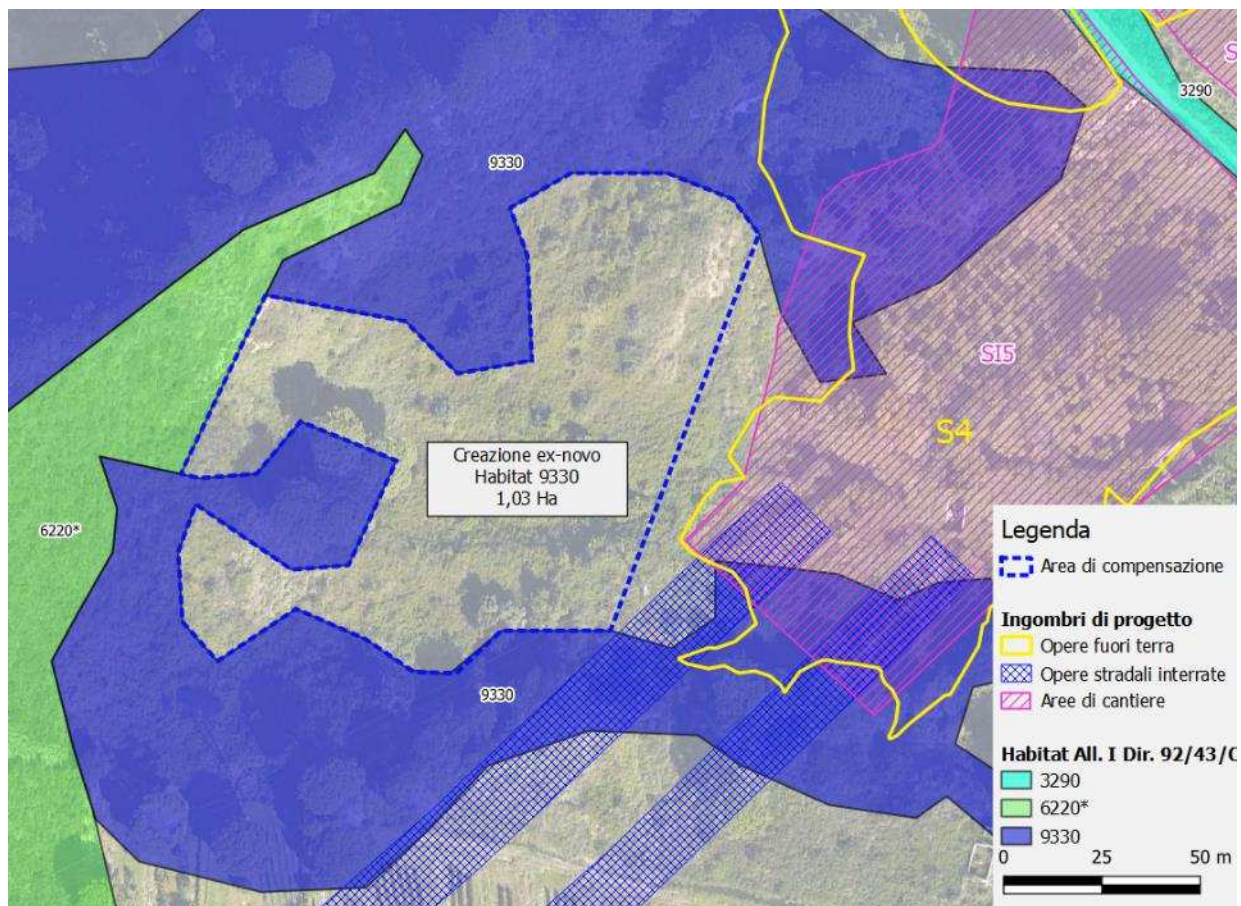 3290
9330
SI5
S4
Creazione ex-novo
Habitat 9330
1,03 Ha
6220*
9330
Legenda
Area di compensazione
Ingombri di progetto
Opere fuori terra
Opere stradali interrate
Aree di cantiere
Habitat All. I Dir. 92/43/C
3290
6220*
9330
0 25 50 m